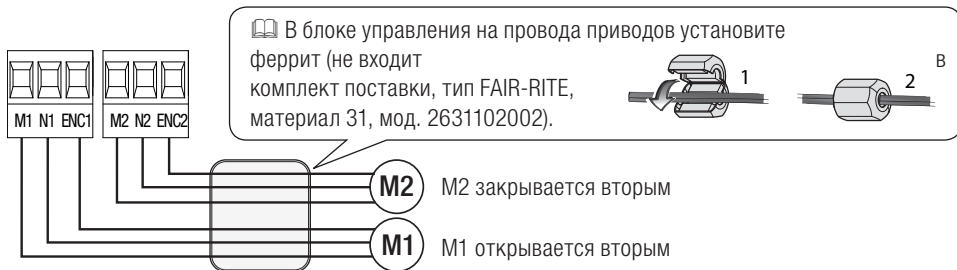 В блоке управления на провода приводов установите
феррит (не входит
комплект поставки, тип FAIR-RITE,
материал 31, мод. 2631102002).
1
2
В
M1 N1 ENC1 M2 N2 ENC2
M2 M2 закрывается вторым
M1 M1 открывается вторым